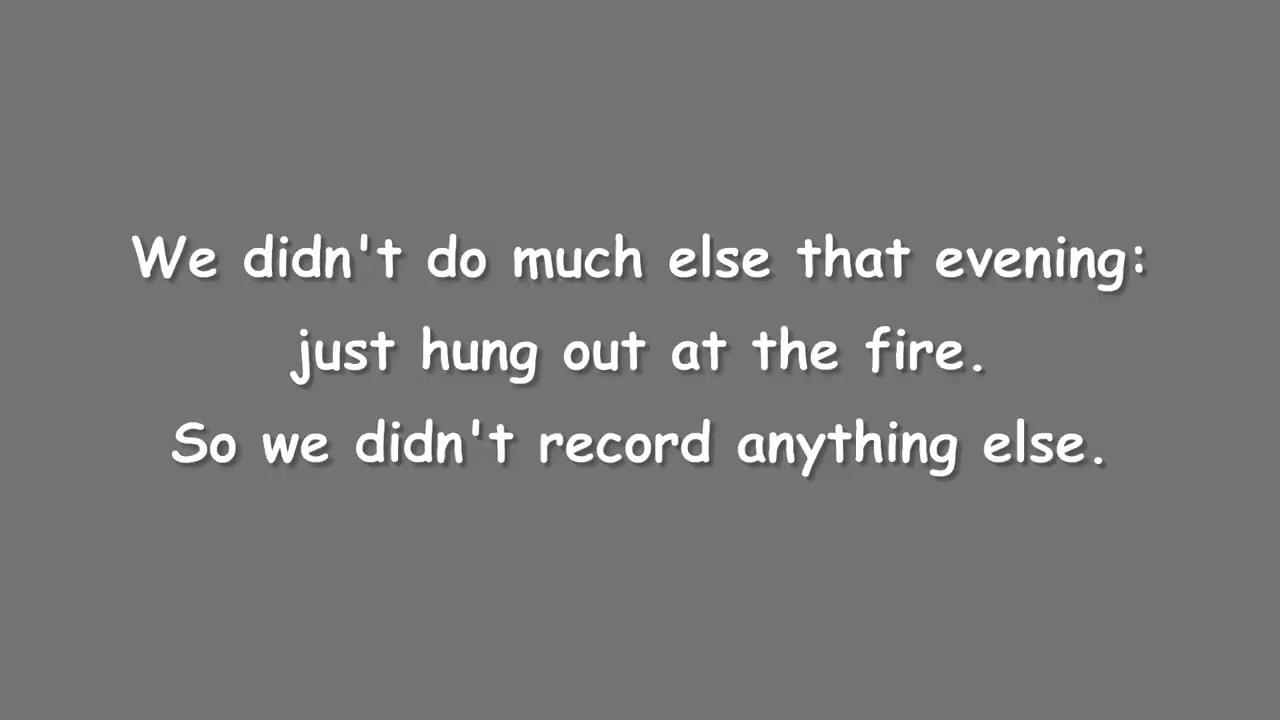 We didn't do much else that evening:
just hung out at the fire.
So we didn't record anything else.